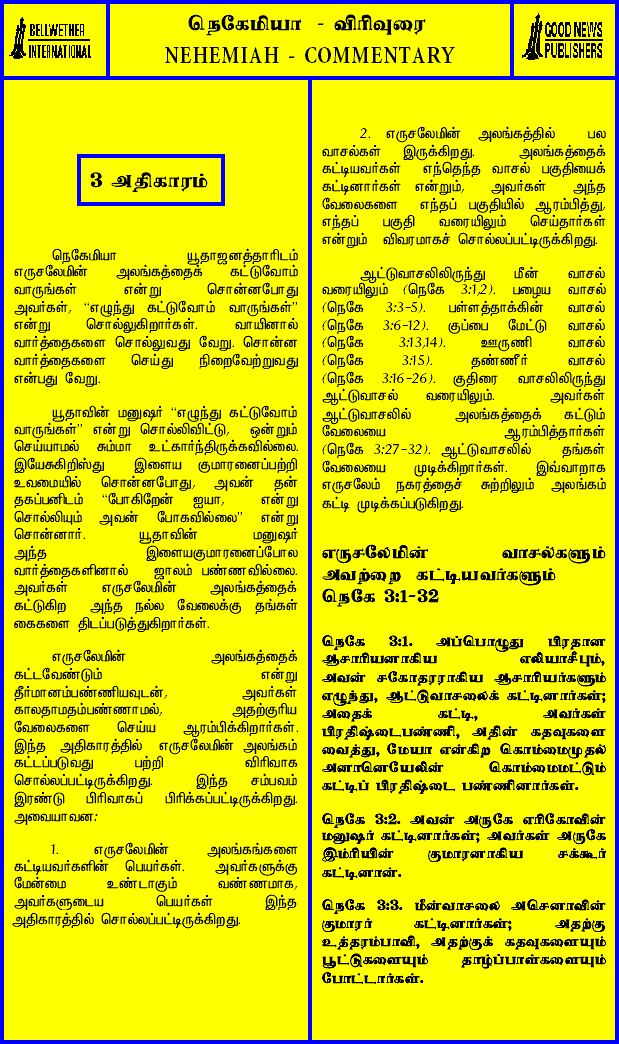 BELLWETHER
INTERNATIONAL
நெகேமியா - விரிவுரை
NEHEMIAH - COMMENTARY
GOOD NEWS
PUBLISHERS
3 அதிகாரம்
நெகேமியா யூதாஜனத்தாரிடம்
எருசலேமின் அலங்கத்தைக் கட்டுவோம்
வாருங்கள் என்று சொன்னபோது
அவர்கள், “எழுந்து கட்டுவோம் வாருங்கள்”
என்று சொல்லுகிறார்கள். வாயினால்
வார்த்தைகளை சொல்லுவது வேறு. சொன்ன
வார்த்தைகளை செய்து நிறைவேற்றுவது
என்பது வேறு.
யூதாவின் மனுஷர் “எழுந்து கட்டுவோம்
வாருங்கள்” என்று சொல்லிவிட்டு, ஒன்றும்
செய்யாமல் சும்மா உட்கார்ந்திருக்கவில்லை.
இயேசுகிறிஸ்து இளைய குமாரனைப்பற்றி
உவமையில் சொன்னபோது, அவன் தன்
தகப்பனிடம் “போகிறேன் ஐயா, என்று
சொல்லியும் அவன் போகவில்லை” என்று
சொன்னார். யூதாவின் மனுஷர்
அந்த இளையகுமாரனைப்போல
வார்த்தைகளினால் ஜாலம் பண்ணவில்லை.
அவர்கள் எருசலேமின் அலங்கத்தைக்
கட்டுகிற அந்த நல்ல வேலைக்கு தங்கள்
கைகளை திடப்படுத்துகிறார்கள்.
எருசலேமின் அலங்கத்தைக்
கட்டவேண்டும் என்று
தீர்மானம்பண்ணியவுடன், அவர்கள்
காலதாமதம்பண்ணாமல், அதற்குரிய
வேலைகளை செய்ய ஆரம்பிக்கிறார்கள்.
இந்த அதிகாரத்தில் எருசலேமின் அலங்கம்
கட்டப்படுவது பற்றி விரிவாக
சொல்லப்பட்டிருக்கிறது. இந்த சம்பவம்
இரண்டு பிரிவாகப் பிரிக்கப்பட்டிருக்கிறது.
அவையாவன:
1. எருசலேமின் அலங்கங்களை
கட்டியவர்களின் பெயர்கள். அவர்களுக்கு
மேன்மை உண்டாகும் வண்ணமாக,
அவர்களுடைய பெயர்கள் இந்த
அதிகாரத்தில் சொல்லப்பட்டிருக்கிறது.
2. எருசலேமின் அலங்கத்தில் பல
வாசல்கள் இருக்கிறது. அலங்கத்தைக்
கட்டியவர்கள் எந்தெந்த வாசல் பகுதியைக்
கட்டினார்கள் என்றும், அவர்கள் அந்த
வேலைகளை எந்தப் பகுதியில் ஆரம்பித்து,
எந்தப் பகுதி வரையிலும் செய்தார்கள்
என்றும் விவரமாகச் சொல்லப்பட்டிருக்கிறது.
ஆட்டுவாசலிலிருந்து மீன் வாசல்
வரையிலும் (நெகே 3:1,2). பழைய வாசல்
(நெகே 3:3-5). பள்ளத்தாக்கின் வாசல்
(நெகே 3:6-12). குப்பை மேட்டு வாசல்
(நெகே 3:13,14). ஊருணி வாசல்
(நெகே 3:15). தண்ணீர் வாசல்
(நெகே 3:16-26). குதிரை வாசலிலிருந்து
ஆட்டுவாசல் வரையிலும். அவர்கள்
ஆட்டுவாசலில் அலங்கத்தைக் கட்டும்
வேலையை ஆரம்பித்தார்கள்
(நெகே 3:27-32). ஆட்டுவாசலில் தங்கள்
வேலையை முடிக்கிறார்கள். இவ்வாறாக
எருசலேம் நகரத்தைச் சுற்றிலும் அலங்கம்
கட்டி முடிக்கப்படுகிறது.
எருசலேமின் வாசல்களும்
அவற்றை கட்டியவர்களும்
நெகே 3:1-32
நெகே 3:1. அப்பொழுது பிரதான
ஆசாரியனாகிய எலியாசீபும்,
அவன் சகோதரராகிய ஆசாரியர்களும்
எழுந்து, ஆட்டுவாசலைக் கட்டினார்கள்;
அதைக் கட்டி, அவர்கள்
பிரதிஷ்டைபண்ணி, அதின் கதவுகளை
வைத்து, மேயா என்கிற கொம்மைமுதல்
அனானெயேலின் கொம்மைமட்டும்
கட்டிப் பிரதிஷ்டை பண்ணினார்கள்.
நெகே 3:2. அவன் அருகே எரிகோவின்
மனுஷர் கட்டினார்கள்; அவர்கள் அருகே
இம்ரியின் குமாரனாகிய சக்கூர்
கட்டினான்.
நெகே 3:3. மீன்வாசலை அசெனாவின்
குமாரர் கட்டினார்கள்; அதற்கு
உத்தரம்பாவி, அதற்குக் கதவுகளையும்
பூட்டுகளையும் தாழ்ப்பாள்களையும்
போட்டார்கள்.